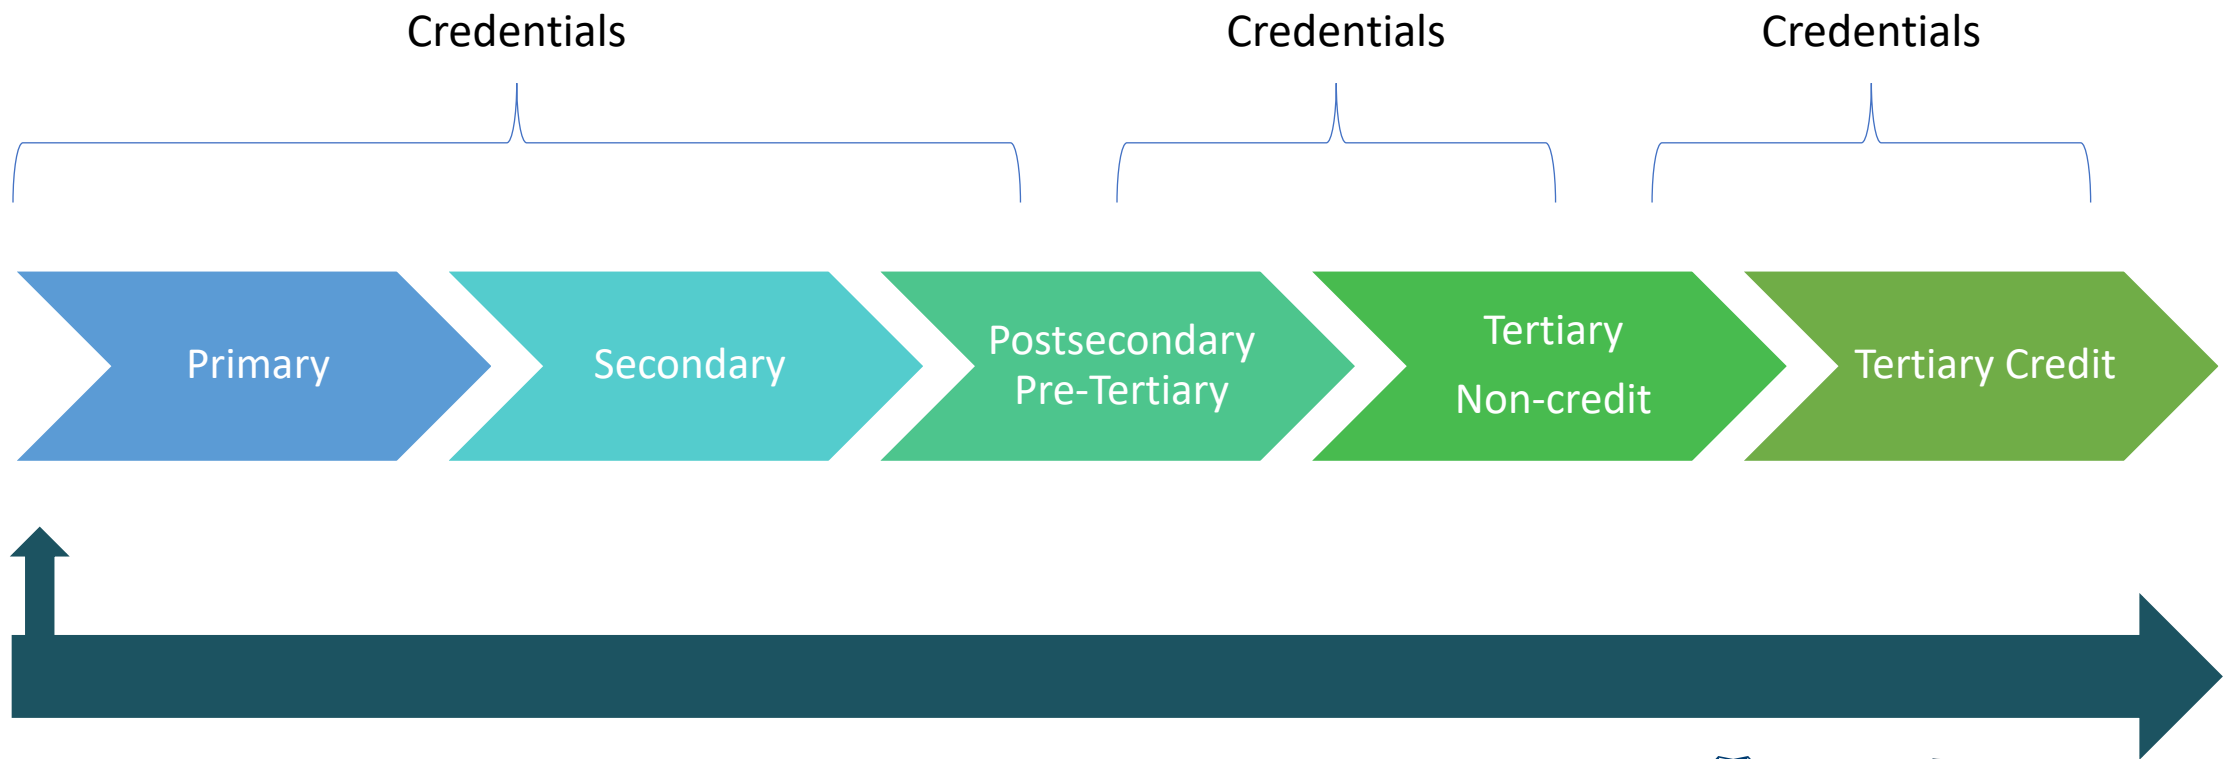 Credentials
Credentials
Credentials
Primary
Secondary
Postsecondary
Pre-Tertiary
Tertiary
Non-credit
Tertiary Credit